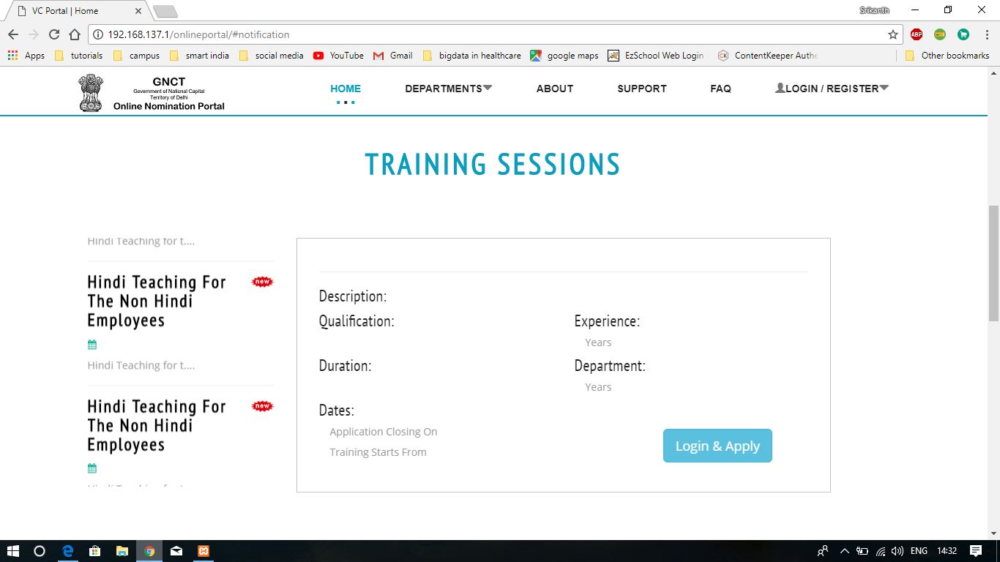 VC Portal | Home
Srikanth
192.168.137.1/onlineportal/#notification
ABP
Apps
tutorials
campus
smart india
social media
YouTube
Gmail
bigdata in healthcare
google maps
EzSchool Web Login
CK
ContentKeeper Authe
Other bookmarks
GNCT
Government of National Capital
Territory of Delhi
Online Nomination Portal
HOME
DEPARTMENTS
ABOUT
SUPPORT
FAQ
LOGIN / REGISTER
TRAINING SESSIONS
Hindi Teaching for t....
Hindi Teaching For
The Non Hindi
Employees
new
Hindi Teaching for t....
Hindi Teaching For
The Non Hindi
Employees
new
Description:
Qualification:
Experience:
Years
Duration:
Department:
Years
Dates:
Application Closing On
Training Starts From
Login & Apply
ENG
14:32